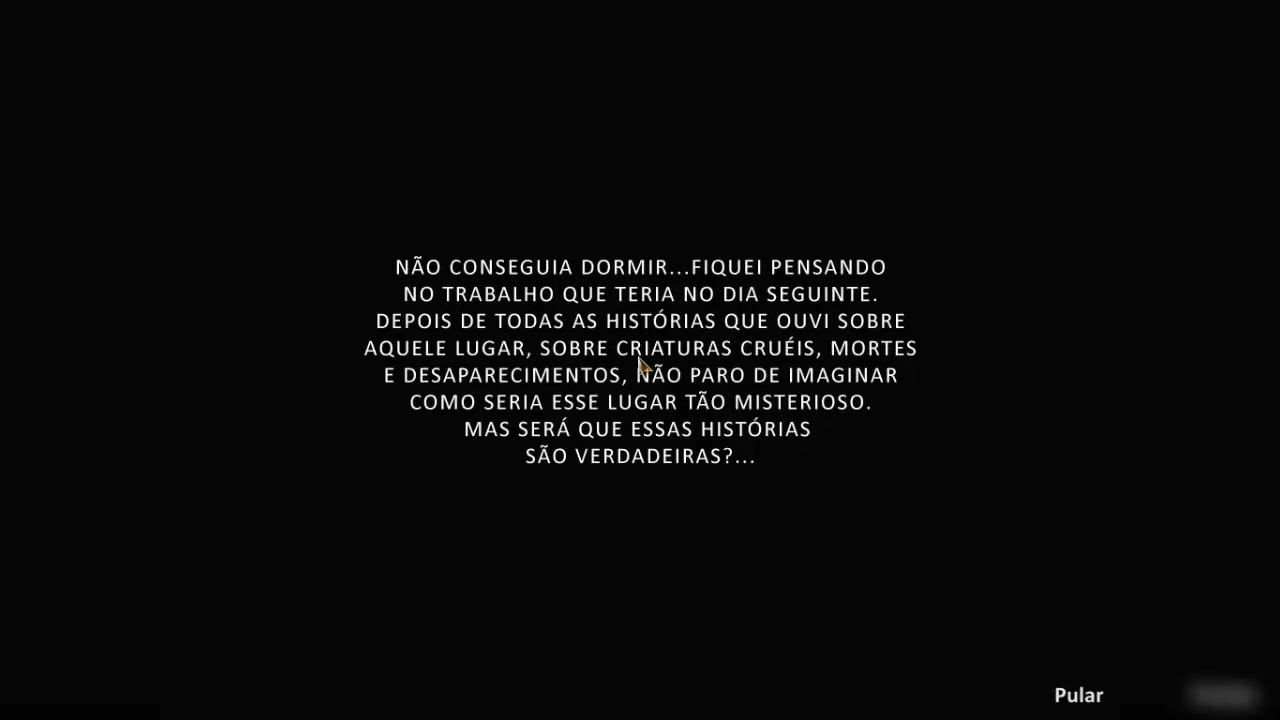 NÃO CONSEGUIA DORMIR...FIQUEI PENSANDO
NO TRABALHO QUE TERIA NO DIA SEGUINTE.
DEPOIS DE TODAS AS HISTÓRIAS QUE OUVI SOBRE
AQUELE LUGAR, SOBRE CRIATURAS CRUÉIS, MORTES
E DESAPARECIMENTOS, NÃO PARO DE IMAGINAR
COMO SERIA ESSE LUGAR TÃO MISTERIOSO.
MAS SERÁ QUE ESSAS HISTÓRIAS
SÃO VERDADEIRAS?...
Pular